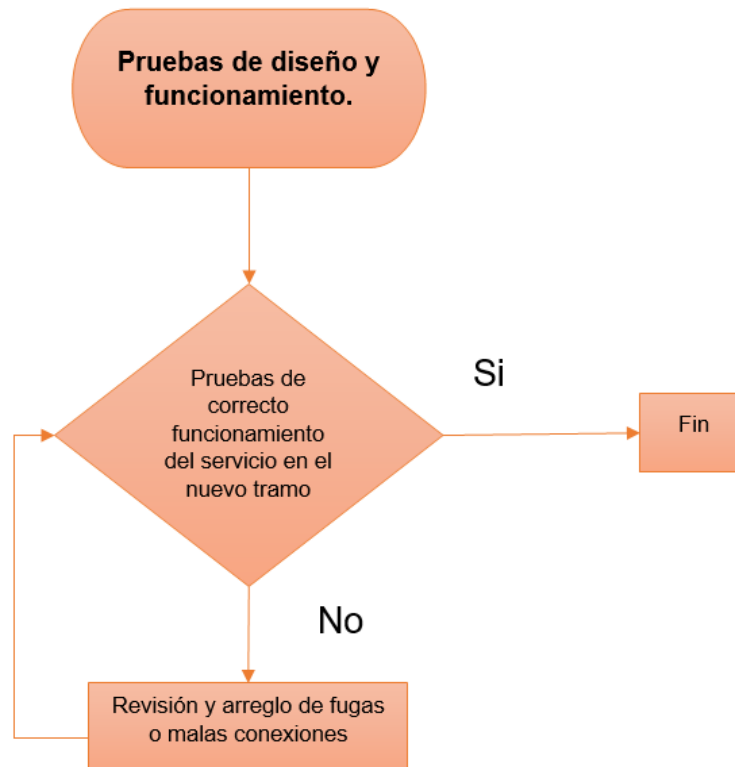 Pruebas de diseño y
funcionamiento.
Pruebas de
correcto
funcionamiento
del servicio en el
nuevo tramo
Si
Fin
No
Revisión y arreglo de fugas
o malas conexiones